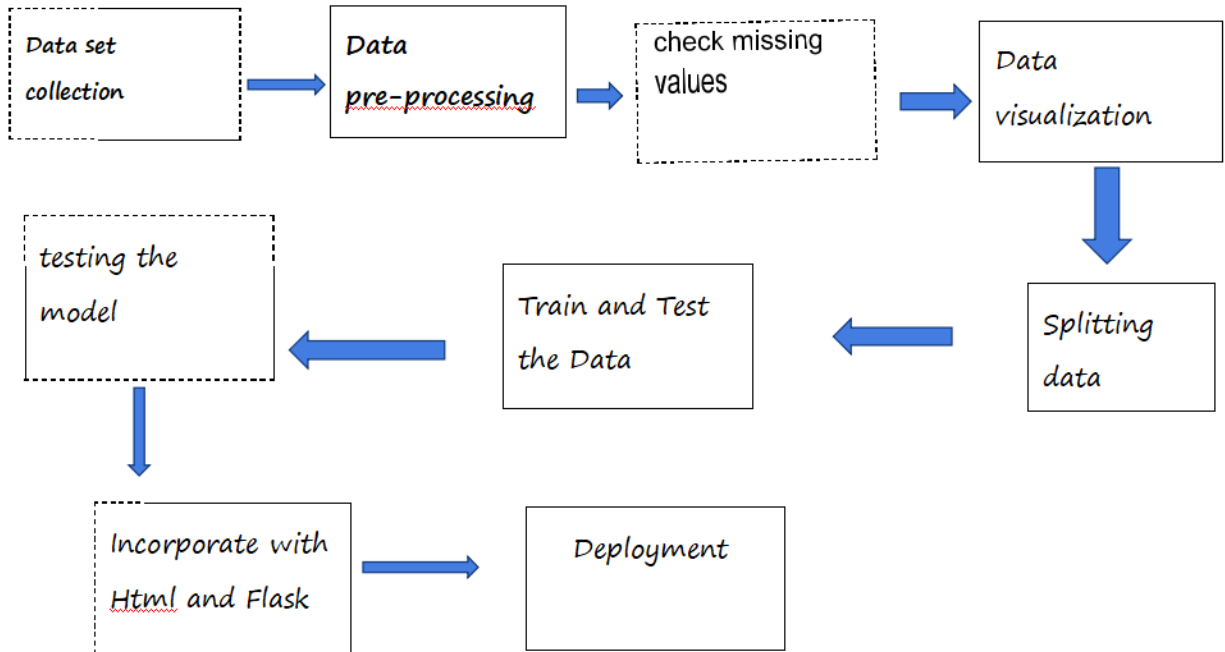 Data set
collection
Data
pre-processing
check missing
values
Data
visualization
Splitting
data
Train and Test
the Data
testing the
model
Incorporate with
Html and Flask
Deployment